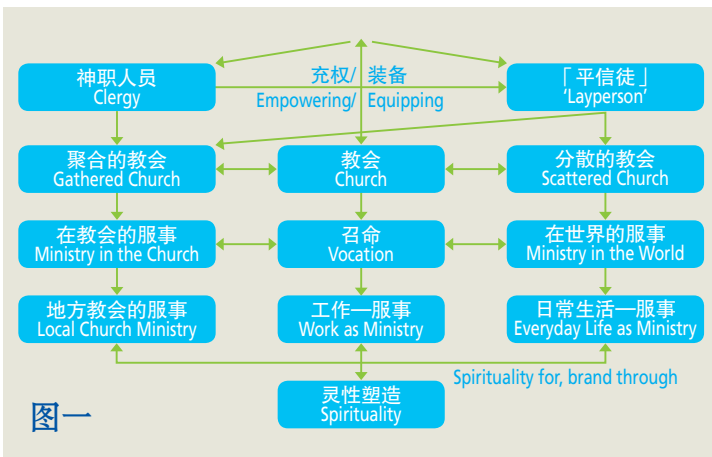 神职人员
Clergy
充权/ 装备
Empowering/ Equipping
「平信徒」
'Layperson'
聚合的教会
Gathered Church
教会
Church
分散的教会
Scattered Church
在教会的服事
Ministry in the Church
召命
Vocation
在世界的服事
Ministry in the World
地方教会的服事
Local Church Ministry
工作—服事
Work as Ministry
日常生活—服事
Everyday Life as Ministry
Spirituality for, brand through
灵性塑造
Spirituality
图一